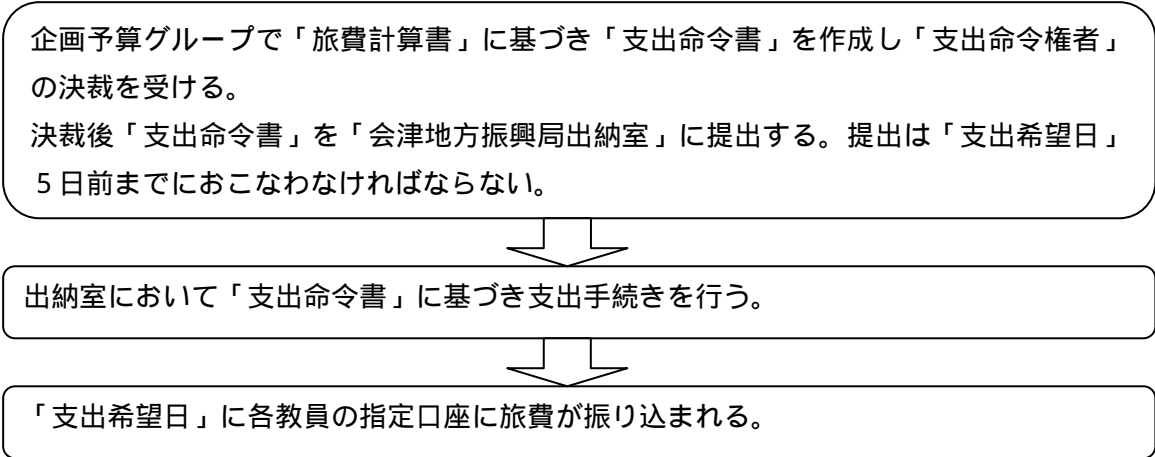 企画予算グループで「旅費計算書」に基づき「支出命令書」を作成し「支出命令権者」
の決裁を受ける。
決裁後「支出命令書」を「会津地方振興局出納室」に提出する。提出は「支出希望日」
５日前までにおこなわなければならない。
出納室において「支出命令書」に基づき支出手続きを行う。
「支出希望日」に各教員の指定口座に旅費が振り込まれる。